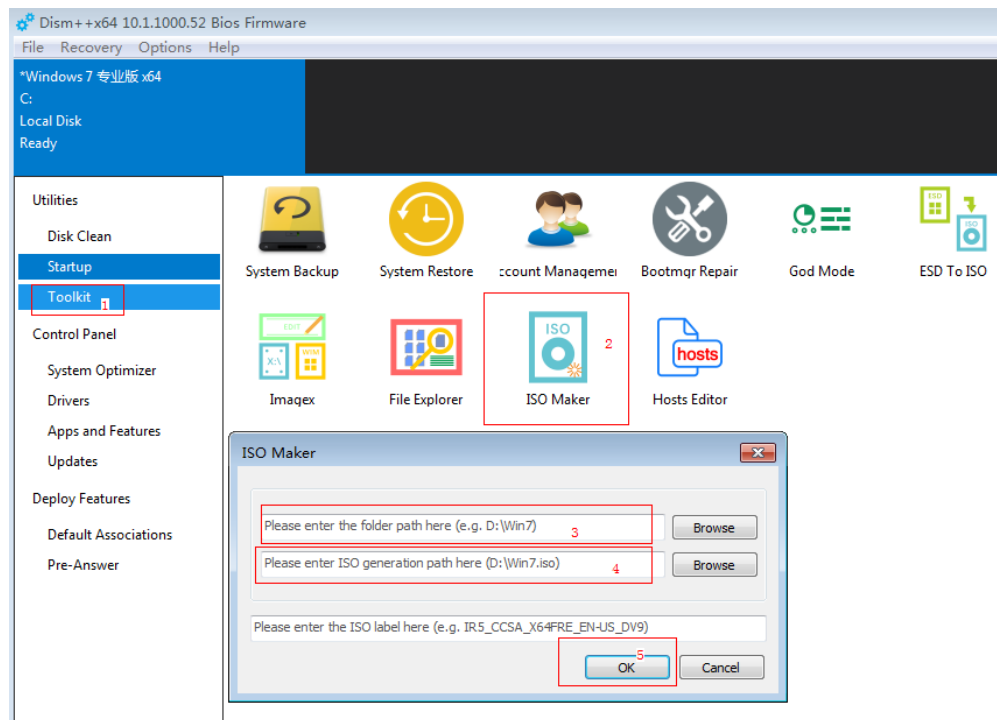 Dism++x64 10.1.1000.52 Bios Firmware
File Recovery Options Help
*Windows 7 专业版 x64
C:
Local Disk
Ready
Utilities
Disk Clean
Startup
Toolkit 1
Control Panel
System Optimizer
Drivers
Apps and Features
Updates
Deploy Features
Default Associations
Pre-Answer
System Backup System Restore ccount Managemer Bootmgr Repair God Mode ESD To ISO
ESD
ISO
EDIT
X:\ WIM
ISO
2
hosts
Imagex File Explorer ISO Maker Hosts Editor
ISO Maker
Please enter the folder path here (e.g. D:\Win7) 3 Browse
Please enter ISO generation path here (D:\Win7.iso) 4 Browse
Please enter the ISO label here (e.g. IR5_CCSA_X64FRE_EN-US_DV9)
5
OK Cancel